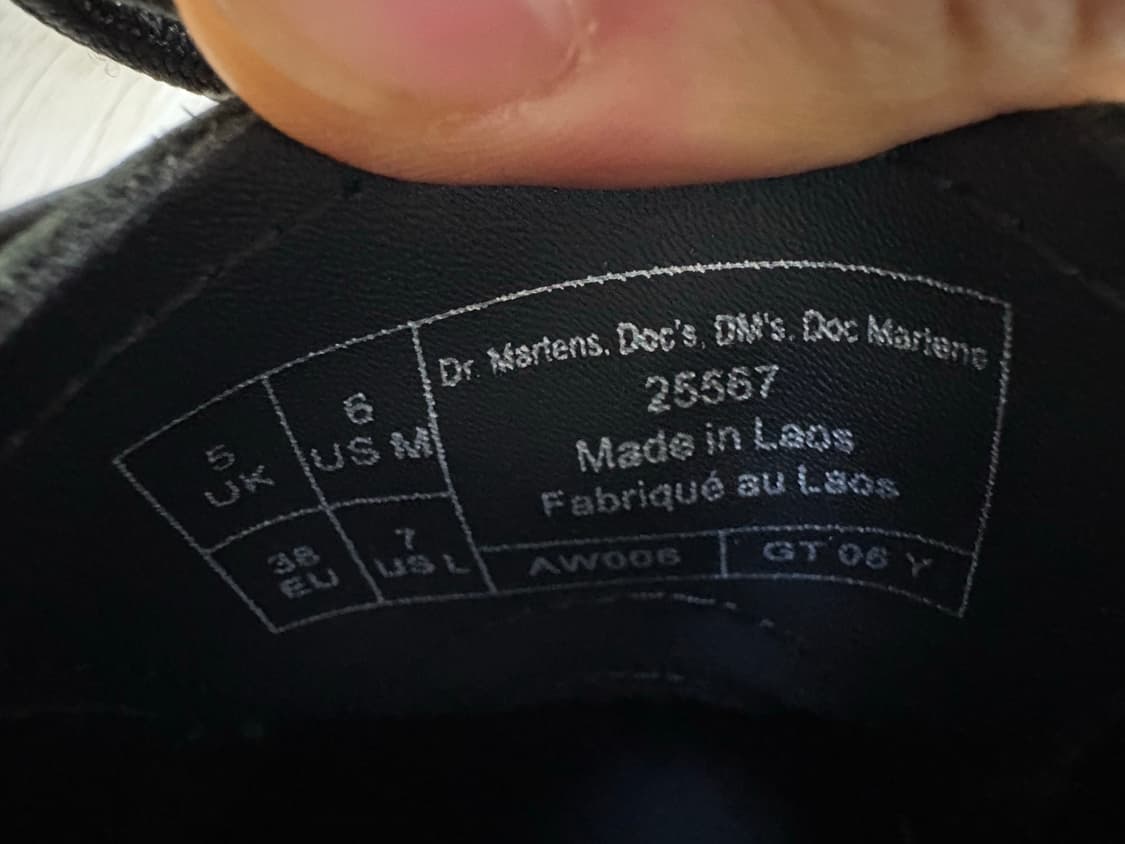 5
UK
6
US M
38
EU
7
US L
Dr. Martens, Doc's, DM's, Doc Martens
25567
Made in Laos
Fabriqué au Laos
AW006
GT 06 Y